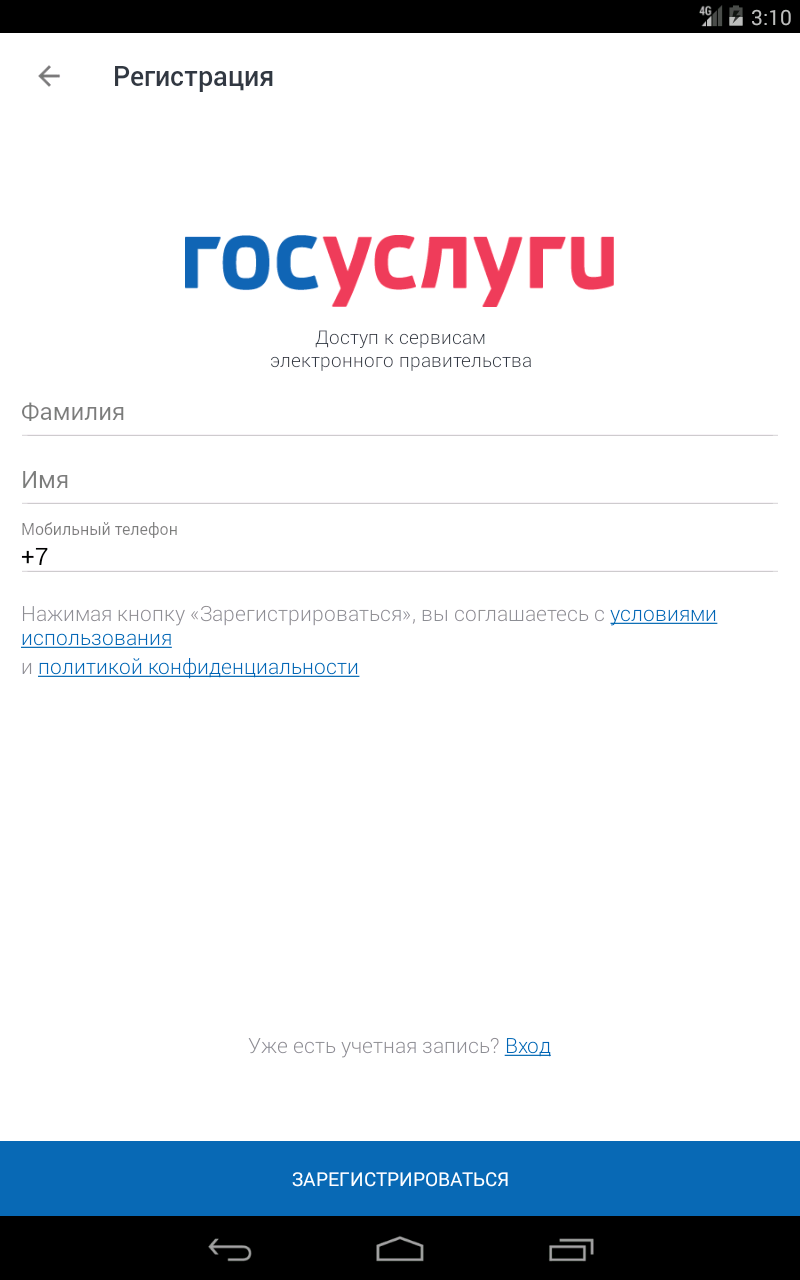 4G 3:10
Регистрация
госуслуги
Доступ к сервисам
электронного правительства
Фамилия
Имя
Мобильный телефон
+7
Нажимая кнопку «Зарегистрироваться», вы соглашаетесь с условиями
использования
и политикой конфиденциальности
Уже есть учетная запись? Вход
ЗАРЕГИСТРИРОВАТЬСЯ